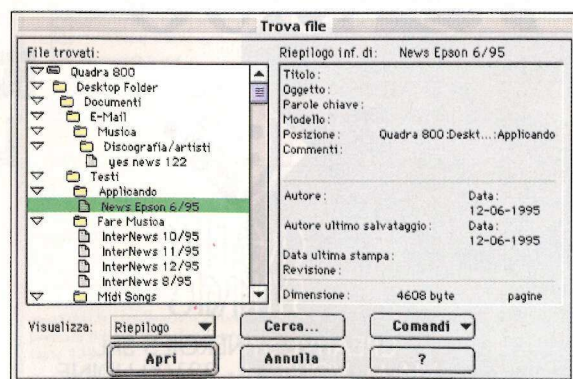 Trova file
File trovati:
Quadra 800
Desktop Folder
Documenti
E-Mail
Musica
Discografia/artisti
yes news 122
Testi
Applicando
News Epson 6/95
Fare Musica
InterNews 10/95
InterNews 11/95
InterNews 12/95
InterNews 8/95
Midi Songs
Riepilogo inf. di: News Epson 6/95
Titolo:
Oggetto:
Parole chiave:
Modello:
Posizione: Quadra 800:Deskt...:Applicando
Commenti:
Autore: Data:
12-06-1995
Autore ultimo salvataggio: Data:
12-06-1995
Data ultima stampa:
Revisione:
Dimensione: 4608 byte pagine
Visualizza: Riepilogo Cerca... Comandi
Apri Annulla ?